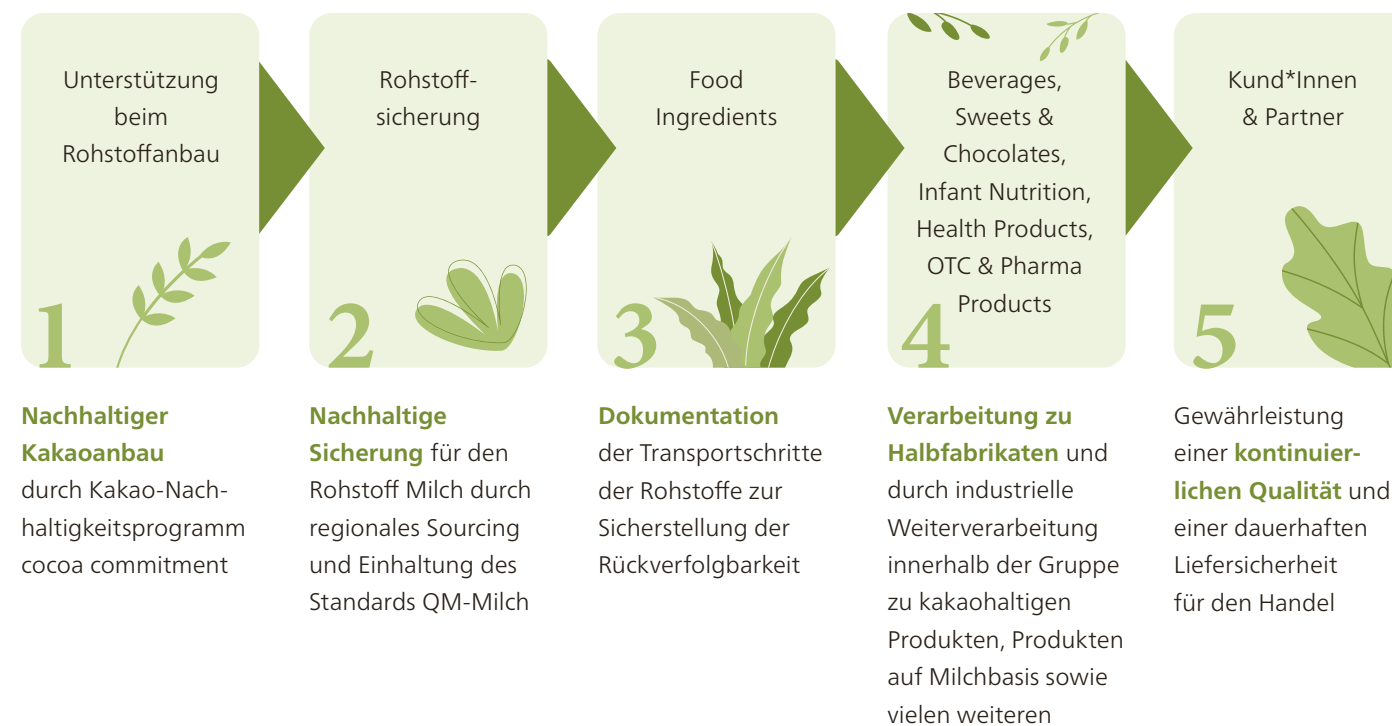 Unterstützung
beim
Rohstoffanbau
1
Rohstoff-
sicherung
2
Food
Ingredients
3
Beverages,
Sweets &
Chocolates,
Infant Nutrition,
Health Products,
OTC & Pharma
Products
4
Kund*Innen
& Partner
5
Nachhaltiger
Kakaoanbau
durch Kakao-Nach-
haltigkeitsprogramm
cocoa commitment
Nachhaltige
Sicherung für den
Rohstoff Milch durch
regionales Sourcing
und Einhaltung des
Standards QM-Milch
Dokumentation
der Transportschritte
der Rohstoffe zur
Sicherstellung der
Rückverfolgbarkeit
Verarbeitung zu
Halbfabrikaten und
durch industrielle
Weiterverarbeitung
innerhalb der Gruppe
zu kakaohaltigen
Produkten, Produkten
auf Milchbasis sowie
vielen weiteren
Gewährleistung
einer kontinuier-
lichen Qualität und
einer dauerhaften
Liefersicherheit
für den Handel